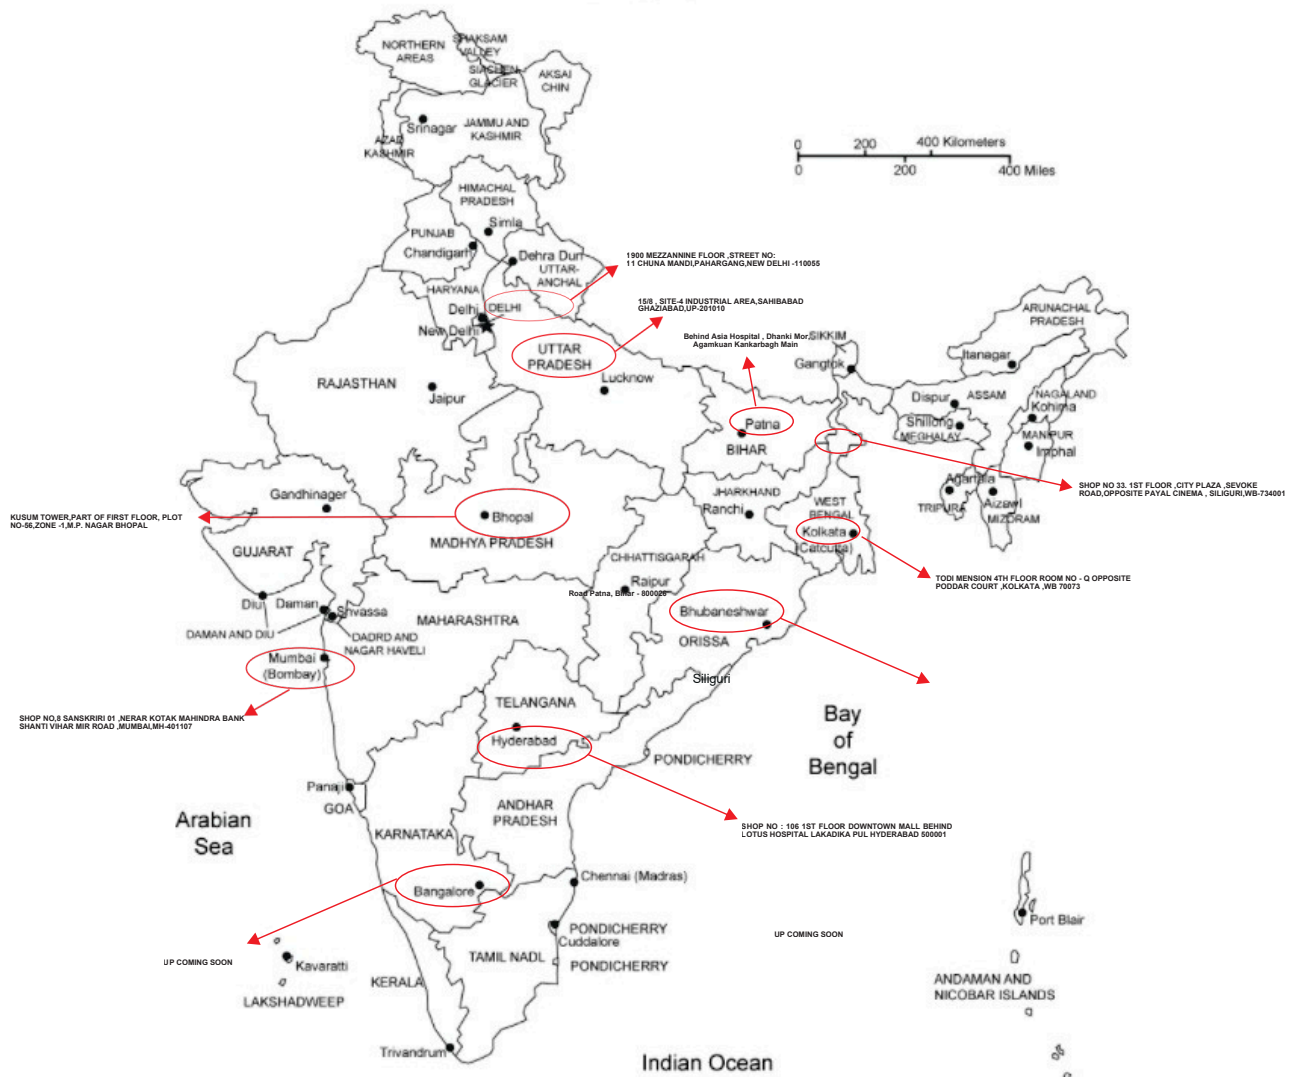 NORTHERN
AREAS
SHAKSAM
VALLEY
SIACHEN
GLACIER
AKSAI
CHIN
Srinagar
JAMMU AND
KASHMIR
AZAD
KASHMIR
0 200 400 Kilometers
0 200 400 Miles
HIMACHAL
PRADESH
Simla
PUNJAB
Chandigarh
Dehra Dun
UTTAR-
ANCHAL
1900 MEZZANNINE FLOOR ,STREET NO:
11 CHUNA MANDI,PAHARGANG,NEW DELHI -110055
HARYANA
Delhi
DELHI
New Delhi
15/8 , SITE-4 INDUSTRIAL AREA,SAHIBABAD
GHAZIABAD,UP-201010
UTTAR
PRADESH
Lucknow
Behind Asia Hospital , Dhanki Mor,
Agamkuan Kankarbagh Main
SIKKIM
Gangtok
ARUNACHAL
PRADESH
Itanagar
RAJASTHAN
Jaipur
Patna
BIHAR
Dispur
ASSAM
NAGALAND
Kohima
Shillong
MEGHALAY
MANIPUR
Imphal
Agartala
TRIPURA
Aizawl
MIZORAM
SHOP NO 33. 1ST FLOOR ,CITY PLAZA ,SEVOKE
ROAD,OPPOSITE PAYAL CINEMA , SILIGURI,WB-734001
Gandhinager
GUJARAT
KUSUM TOWER,PART OF FIRST FLOOR, PLOT
NO-56,ZONE -1,M.P. NAGAR BHOPAL
Bhopal
MADHYA PRADESH
JHARKHAND
Ranchi
WEST
BENGAL
Kolkata
(Catcutta)
TODI MENSION 4TH FLOOR ROOM NO - Q OPPOSITE
PODDAR COURT ,KOLKATA ,WB 70073
CHHATTISGARAH
Raipur
Road Patna, Bihar - 800026
Bhubaneshwar
ORISSA
Diu
Daman
Shvassa
DAMAN AND DIU
DADRD AND
NAGAR HAVELI
MAHARASHTRA
Mumbai
(Bombay)
SHOP NO,8 SANSKRIRI 01 ,NERAR KOTAK MAHINDRA BANK
SHANTI VIHAR MIR ROAD ,MUMBAI,MH-401107
Siliguri
TELANGANA
Hyderabad
Bay
of
Bengal
PONDICHERRY
Panaji
GOA
ANDHAR
PRADESH
KARNATAKA
Arabian
Sea
SHOP NO : 106 1ST FLOOR DOWNTOWN MALL BEHIND
LOTUS HOSPITAL LAKADIKA PUL HYDERABAD 500001
Bangalore
Chennai (Madras)
UP COMING SOON
UP COMING SOON
PONDICHERRY
Cuddalore
PONDICHERRY
TAMIL NADL
Port Blair
ANDAMAN AND
NICOBAR ISLANDS
Kavaratti
LAKSHADWEEP
KERALA
Trivandrum
Indian Ocean